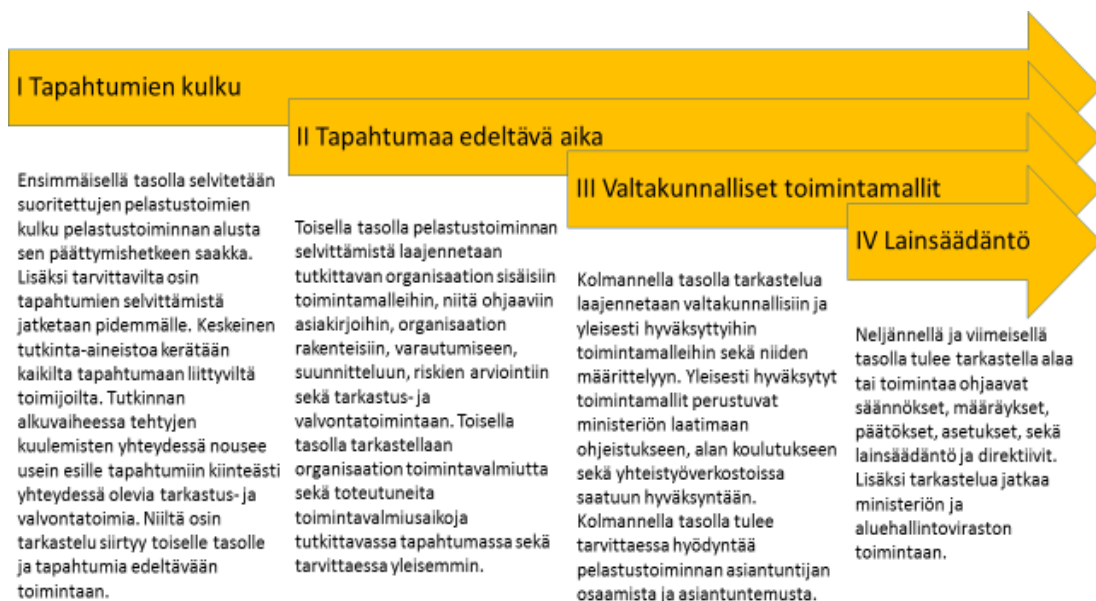 I Tapahtumien kulku
Ensimmäisellä tasolla selvitetään
suoritettujen pelastustoimien
kulku pelastustoiminnan alusta
sen päättymishetkeen saakka.
Lisäksi tarvittavilta osin
tapahtumien selvittämistä
jatketaan pidemmälle. Keskeinen
tutkinta-aineistoa kerätään
kaikilta tapahtumaan liittyviltä
toimijoilta. Tutkinnan
alkuvaiheessa tehtyjen
kuulemisten yhteydessä nousee
usein esille tapahtumiin kiinteästi
yhteydessä olevia tarkastus- ja
valvontatoimia. Niiltä osin
tarkastelu siirtyy toiselle tasolle
ja tapahtumia edeltävään
toimintaan.
II Tapahtumaa edeltävä aika
Toisella tasolla pelastustoiminnan
selvittämistä laajennetaan
tutkittavan organisaation sisäisiin
toimintamalleihin, niitä ohjaaviin
asiakirjoihin, organisaation
rakenteisiin, varautumiseen,
suunnitteluun, riskien arviointiin
sekä tarkastus- ja
valvontatoimintaan. Toisella
tasolla tarkastellaan
organisaation toimintavalmiutta
sekä toteutuneita
toimintavalmiusaikoja
tutkittavassa tapahtumassa sekä
tarvittaessa yleisemmin.
III Valtakunnalliset toimintamallit
Kolmannella tasolla tarkastelua
laajennetaan valtakunnallisiin ja
yleisesti hyväksyttyihin
toimintamalleihin sekä niiden
määrittelyyn. Yleisesti hyväksytyt
toimintamallit perustuvat
ministeriön laatimaan
ohjeistukseen, alan koulutukseen
sekä yhteistyöverkostoissa
saatuun hyväksyntään.
Kolmannella tasolla tulee
tarvittaessa hyödyntää
pelastustoiminnan asiantuntijan
osaamista ja asiantuntemusta.
IV Lainsäädäntö
Neljännellä ja viimeisellä
tasolla tulee tarkastella alaa
tai toimintaa ohjaavat
säännökset, määräykset,
päätökset, asetukset, sekä
lainsäädäntö ja direktiivit.
Lisäksi tarkastelua jatkaa
ministeriön ja
aluehallintoviraston
toimintaan.